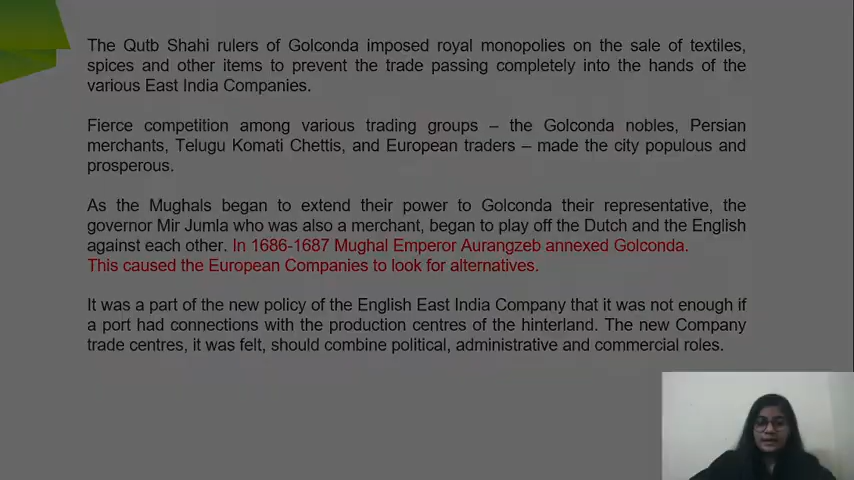 The Qutb Shahi rulers of Golconda imposed royal monopolies on the sale of textiles,
spices and other items to prevent the trade passing completely into the hands of the
various East India Companies.
Fierce competition among various trading groups – the Golconda nobles, Persian
merchants, Telugu Komati Chettis, and European traders – made the city populous and
prosperous.
As the Mughals began to extend their power to Golconda their representative, the
governor Mir Jumla who was also a merchant, began to play off the Dutch and the English
against each other. In 1686-1687 Mughal Emperor Aurangzeb annexed Golconda.
This caused the European Companies to look for alternatives.
It was a part of the new policy of the English East India Company that it was not enough if
a port had connections with the production centres of the hinterland. The new Company
trade centres, it was felt, should combine political, administrative and commercial roles.